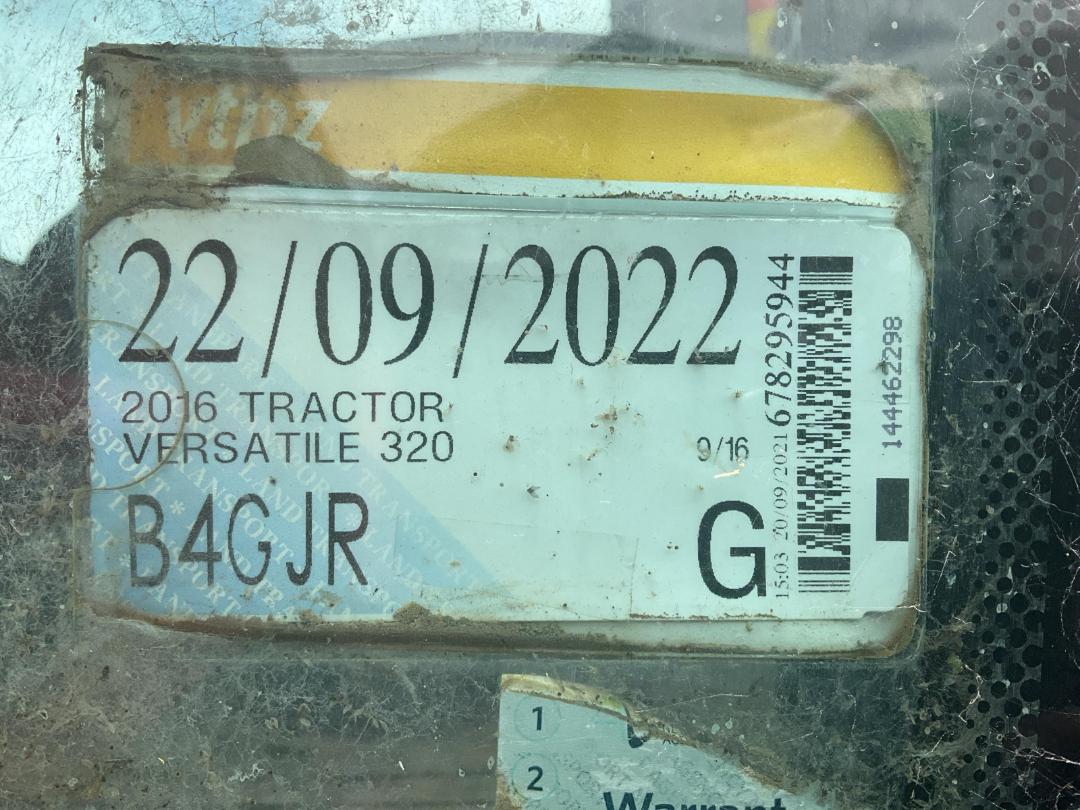 vtnz
22/09/2022
2016 TRACTOR
VERSATILE 320
9/16
B4GJR
G
15:03 20/09/2021
678295944
144462298
1
2
Warrant